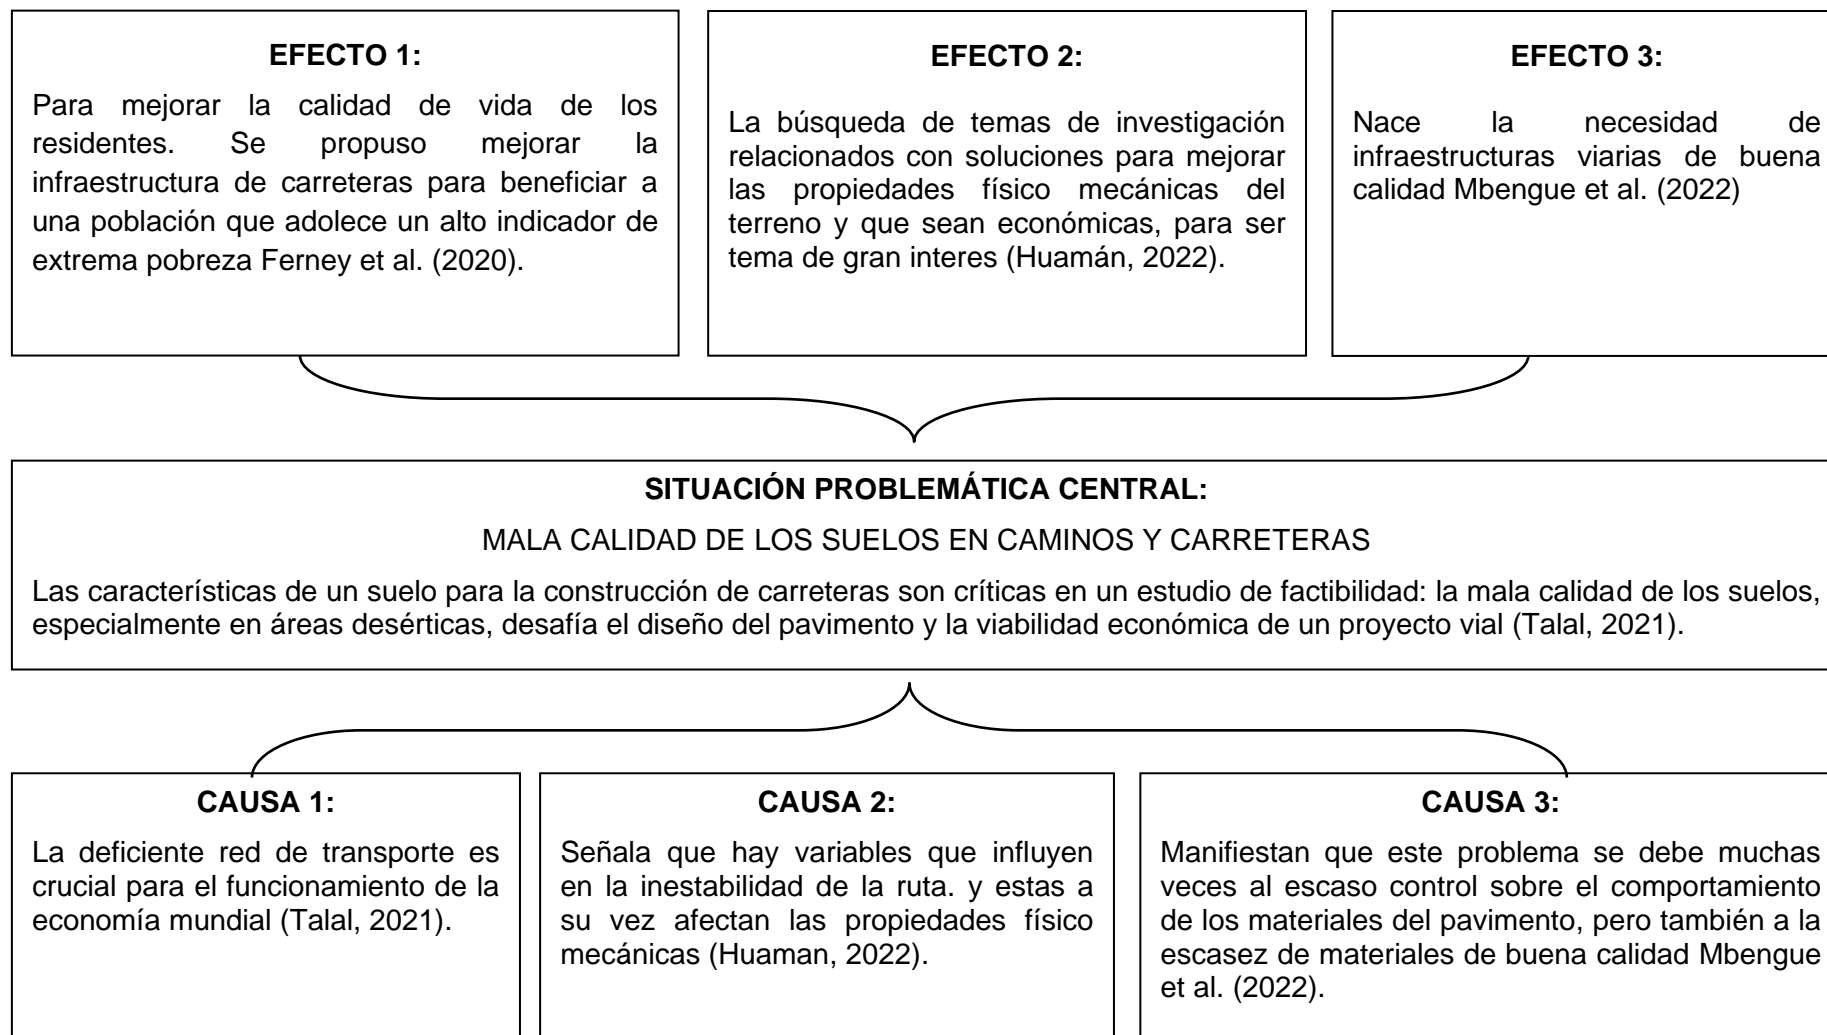 EFECTO 1:
Para mejorar la calidad de vida de los
residentes. Se propuso mejorar la
infraestructura de carreteras para beneficiar a
una población que adolece un alto indicador de
extrema pobreza Ferney et al. (2020).
EFECTO 2:
La búsqueda de temas de investigación
relacionados con soluciones para mejorar
las propiedades físico mecánicas del
terreno y que sean económicas, para ser
tema de gran interes (Huamán, 2022).
EFECTO 3:
Nace la necesidad de
infraestructuras viarias de buena
calidad Mbengue et al. (2022)
SITUACIÓN PROBLEMÁTICA CENTRAL:
MALA CALIDAD DE LOS SUELOS EN CAMINOS Y CARRETERAS
Las características de un suelo para la construcción de carreteras son críticas en un estudio de factibilidad: la mala calidad de los suelos,
especialmente en áreas desérticas, desafía el diseño del pavimento y la viabilidad económica de un proyecto vial (Talal, 2021).
CAUSA 1:
La deficiente red de transporte es
crucial para el funcionamiento de la
economía mundial (Talal, 2021).
CAUSA 2:
Señala que hay variables que influyen
en la inestabilidad de la ruta. y estas a
su vez afectan las propiedades físico
mecánicas (Huaman, 2022).
CAUSA 3:
Manifiestan que este problema se debe muchas
veces al escaso control sobre el comportamiento
de los materiales del pavimento, pero también a la
escasez de materiales de buena calidad Mbengue
et al. (2022).